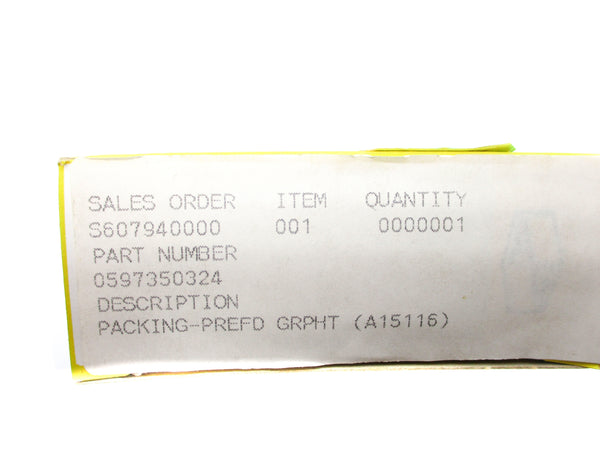 SALES ORDER ITEM QUANTITY
S607940000 001 0000001
PART NUMBER
0597350324
DESCRIPTION
PACKING-PREFD GRPHT (A15116)